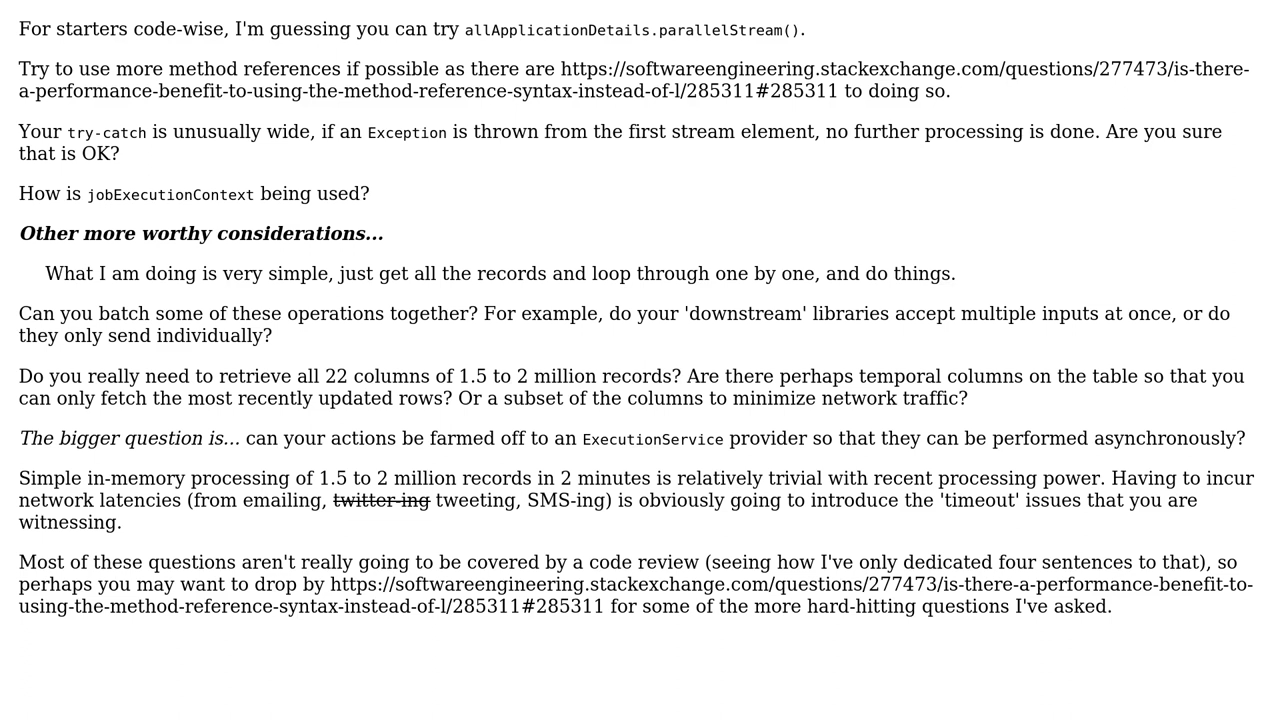 For starters code-wise, I'm guessing you can try allApplicationDetails.parallelStream().
Try to use more method references if possible as there are https://softwareengineering.stackexchange.com/questions/277473/is-there-
a-performance-benefit-to-using-the-method-reference-syntax-instead-of-l/285311#285311 to doing so.
Your try-catch is unusually wide, if an Exception is thrown from the first stream element, no further processing is done. Are you sure
that is OK?
How is jobExecutionContext being used?
Other more worthy considerations...
What I am doing is very simple, just get all the records and loop through one by one, and do things.
Can you batch some of these operations together? For example, do your 'downstream' libraries accept multiple inputs at once, or do
they only send individually?
Do you really need to retrieve all 22 columns of 1.5 to 2 million records? Are there perhaps temporal columns on the table so that you
can only fetch the most recently updated rows? Or a subset of the columns to minimize network traffic?
The bigger question is... can your actions be farmed off to an ExecutionService provider so that they can be performed asynchronously?
Simple in-memory processing of 1.5 to 2 million records in 2 minutes is relatively trivial with recent processing power. Having to incur
network latencies (from emailing, twitter-ing tweeting, SMS-ing) is obviously going to introduce the 'timeout' issues that you are
witnessing.
Most of these questions aren't really going to be covered by a code review (seeing how I've only dedicated four sentences to that), so
perhaps you may want to drop by https://softwareengineering.stackexchange.com/questions/277473/is-there-a-performance-benefit-to-
using-the-method-reference-syntax-instead-of-l/285311#285311 for some of the more hard-hitting questions I've asked.